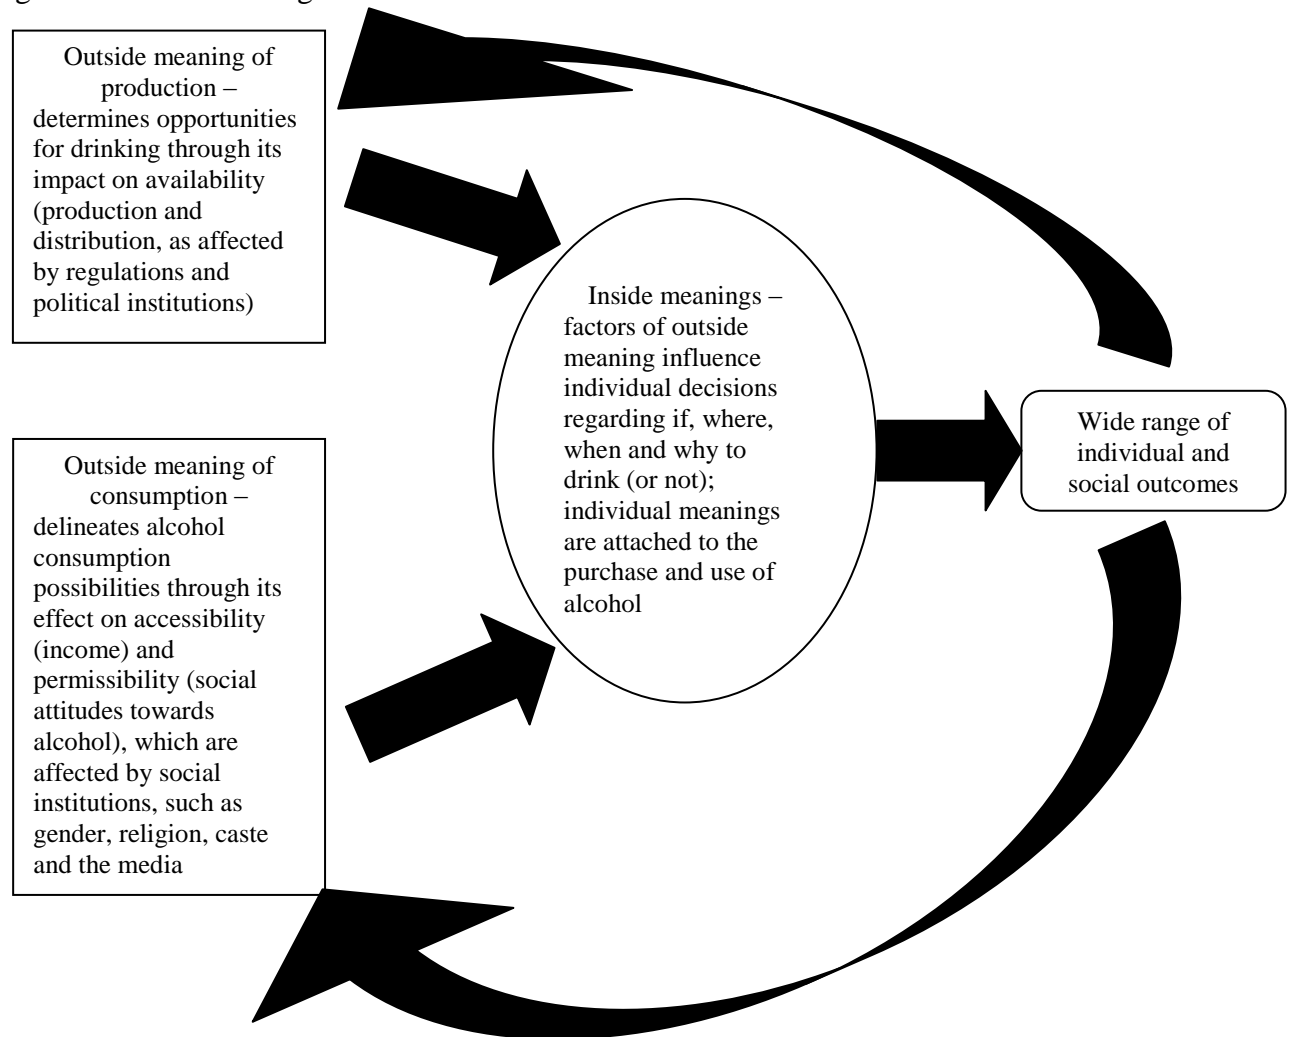 Outside meaning of
production –
determines opportunities
for drinking through its
impact on availability
(production and
distribution, as affected
by regulations and
political institutions)
Inside meanings –
factors of outside
meaning influence
individual decisions
regarding if, where,
when and why to
drink (or not);
individual meanings
are attached to the
purchase and use of
alcohol
Wide range of
individual and
social outcomes
Outside meaning of
consumption –
delineates alcohol
consumption
possibilities through its
effect on accessibility
(income) and
permissibility (social
attitudes towards
alcohol), which are
affected by social
institutions, such as
gender, religion, caste
and the media